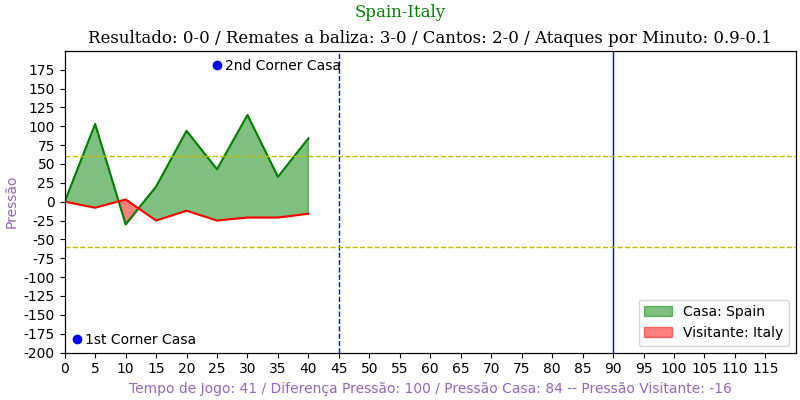 Spain-Italy
Resultado: 0-0 / Remates a baliza: 3-0 / Cantos: 2-0 / Ataques por Minuto: 0.9-0.1
175
2nd Corner Casa
150
125
100
75
50
25
0
-25
-50
-75
-100
-125
-150
-175
-200
Pressão
1st Corner Casa
Casa: Spain
Visitante: Italy
0 5 10 15 20 25 30 35 40 45 50 55 60 65 70 75 80 85 90 95 100 105 110 115
Tempo de Jogo: 41 / Diferença Pressão: 100 / Pressão Casa: 84 -- Pressão Visitante: -16